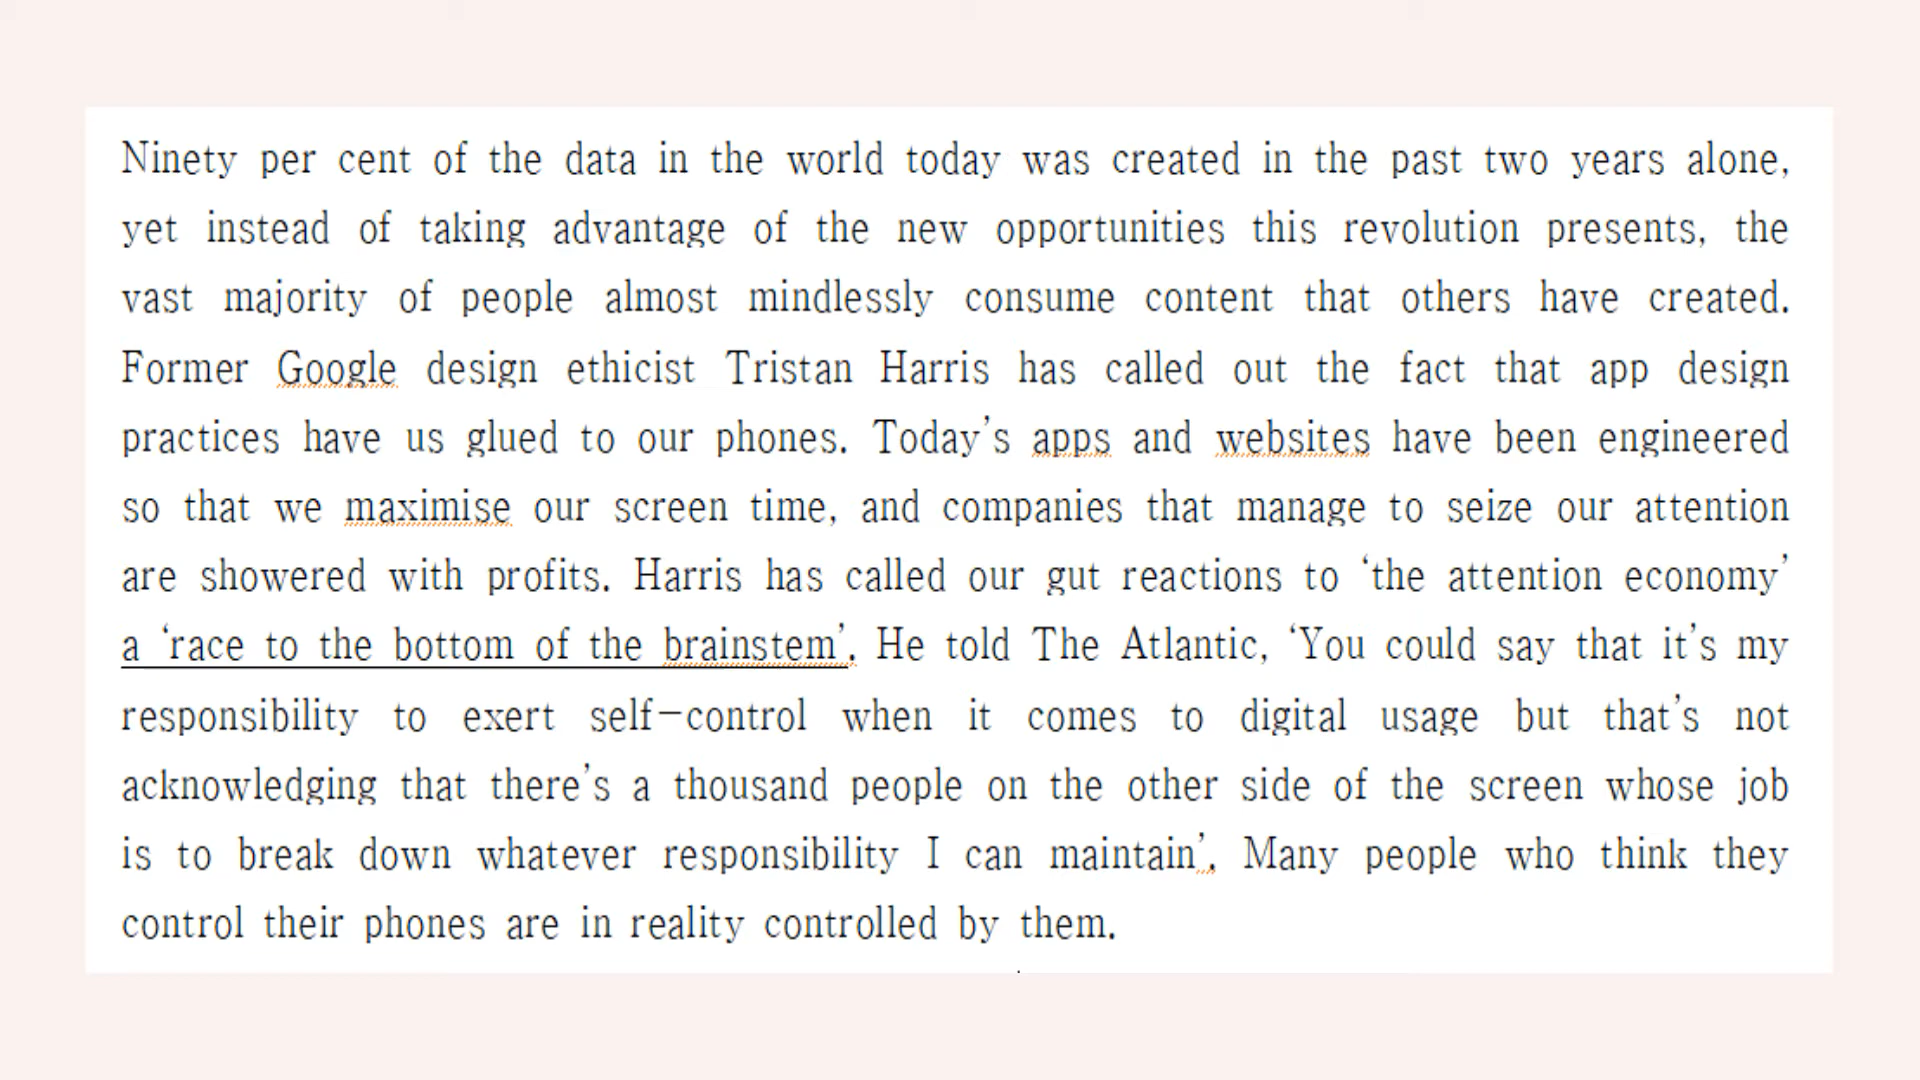 Ninety per cent of the data in the world today was created in the past two years alone,
yet instead of taking advantage of the new opportunities this revolution presents, the
vast majority of people almost mindlessly consume content that others have created.
Former Google design ethicist Tristan Harris has called out the fact that app design
practices have us glued to our phones. Today’s apps and websites have been engineered
so that we maximise our screen time, and companies that manage to seize our attention
are showered with profits. Harris has called our gut reactions to ‘the attention economy’
a ‘race to the bottom of the brainstem’. He told The Atlantic, ‘You could say that it’s my
responsibility to exert self-control when it comes to digital usage but that’s not
acknowledging that there’s a thousand people on the other side of the screen whose job
is to break down whatever responsibility I can maintain’. Many people who think they
control their phones are in reality controlled by them.